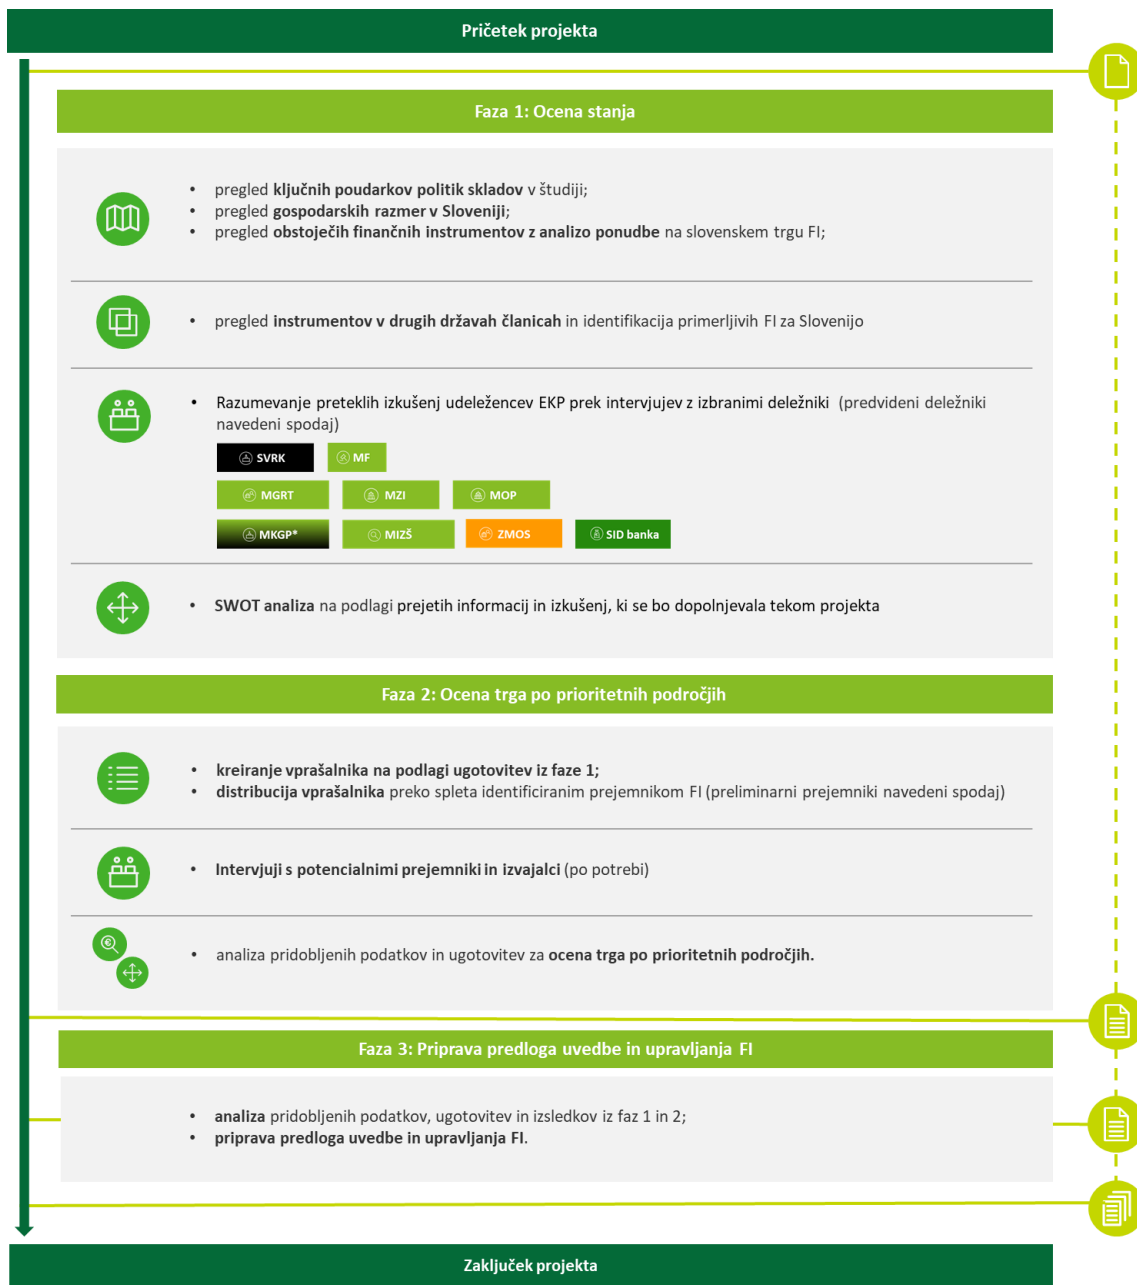 Pričetek projekta
Faza 1: Ocena stanja
• pregled ključnih poudarkov politik skladov v študiji;
• pregled gospodarskih razmer v Sloveniji;
• pregled obstoječih finančnih instrumentov z analizo ponudbe na slovenskem trgu FI;
• pregled instrumentov v drugih državah članicah in identifikacija primerljivih FI za Slovenijo
• Razumevanje preteklih izkušenj udeležencev EKP prek intervjujev z izbranimi deležniki (predvideni deležniki
navedeni spodaj)
SVRK MF
MGRT MZI MOP
MKGP* MIZŠ ZMOS SID banka
• SWOT analiza na podlagi prejetih informacij in izkušenj, ki se bo dopolnjevala tekom projekta
Faza 2: Ocena trga po prioritetnih področjih
• kreiranje vprašalnika na podlagi ugotovitev iz faze 1;
• distribucija vprašalnika preko spleta identificiranim prejemnikom FI (preliminarni prejemniki navedeni spodaj)
• Intervjuji s potencialnimi prejemniki in izvajalci (po potrebi)
• analiza pridobljenih podatkov in ugotovitev za ocena trga po prioritetnih področjih.
Faza 3: Priprava predloga uvedbe in upravljanja FI
• analiza pridobljenih podatkov, ugotovitev in izsledkov iz faz 1 in 2;
• priprava predloga uvedbe in upravljanja FI.
Zaključek projekta